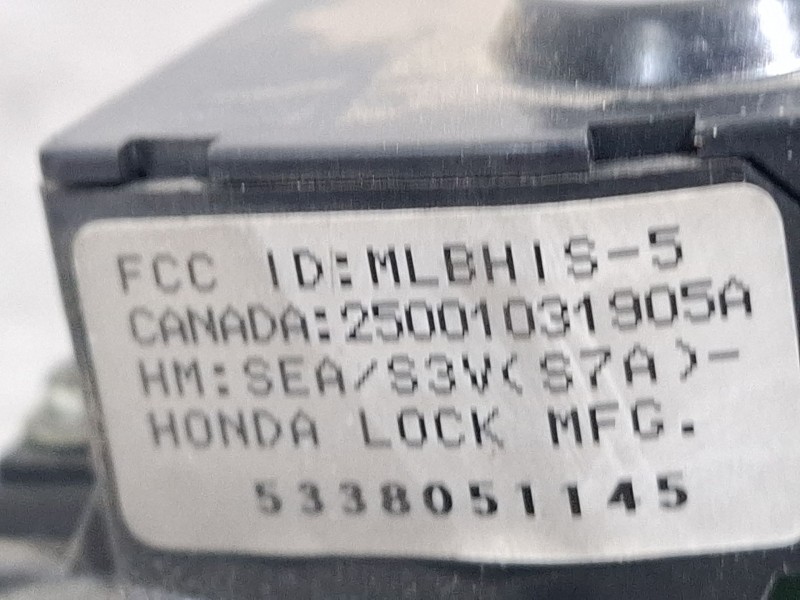 FCC ID:MLBHIS-5
CANADA:25001031905A
HM:SEA/S3V(S7A)-
HONDA LOCK MFG.
5338051145